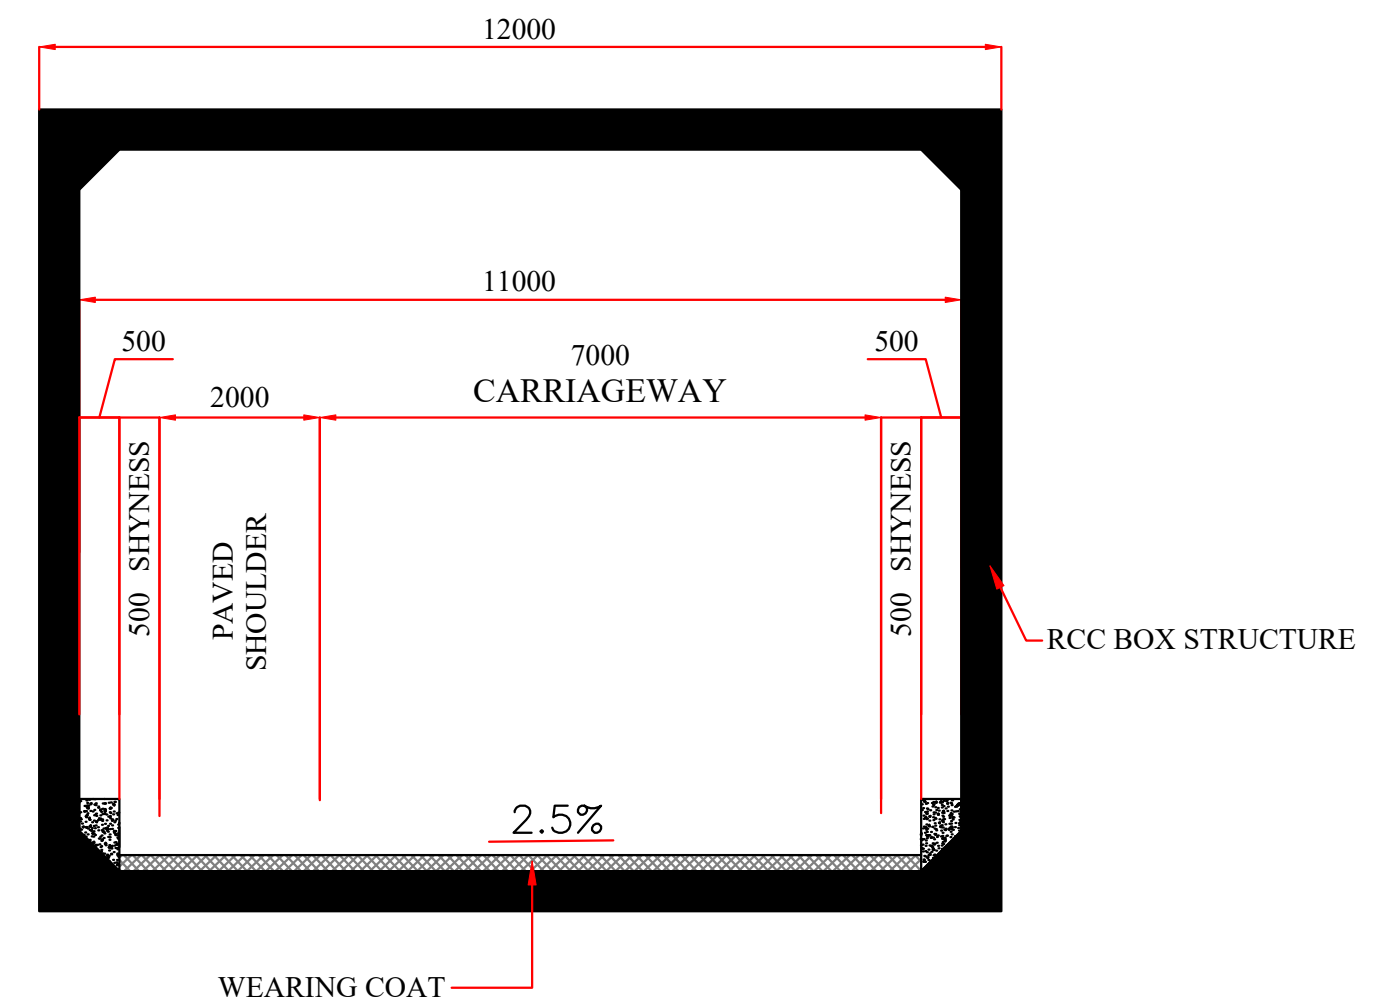 12000
11000
500
7000
500
2000
CARRIAGEWAY
500 SHYNESS
PAVED
SHOULDER
500 SHYNESS
RCC BOX STRUCTURE
2.5%
WEARING COAT